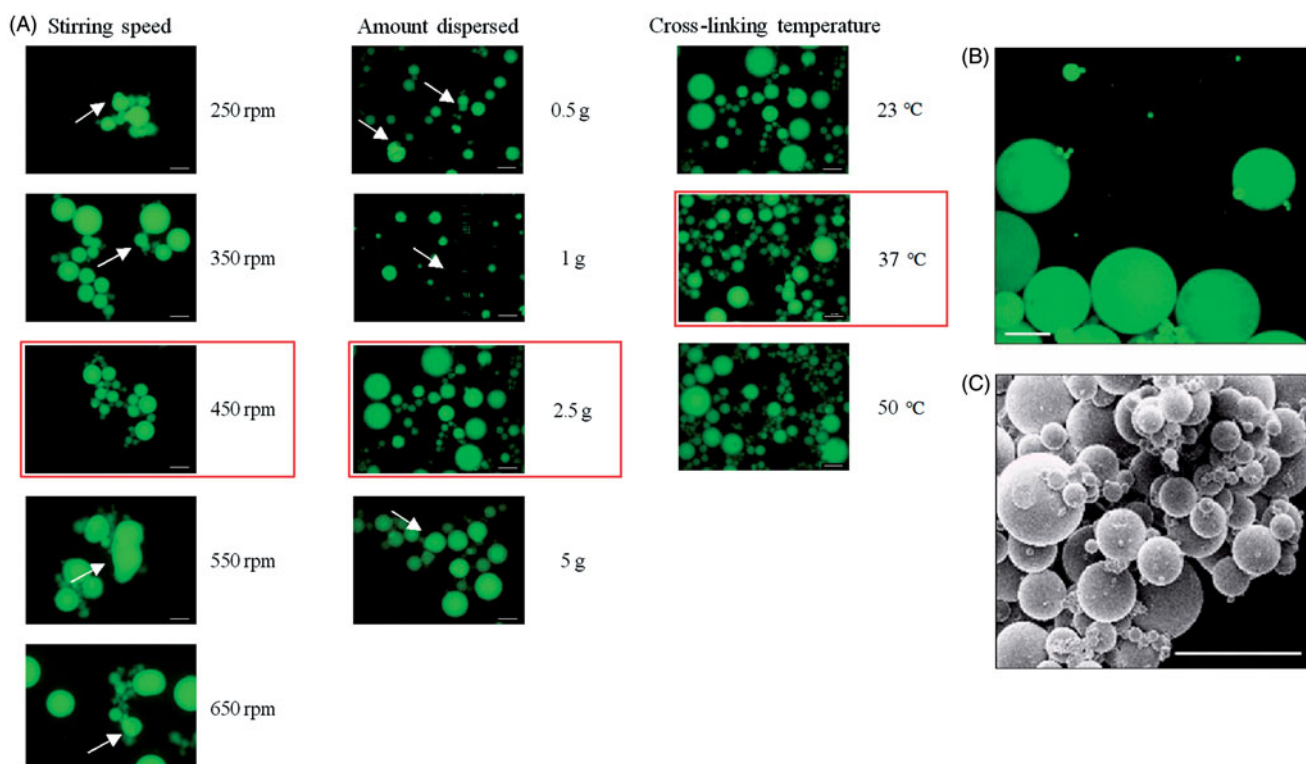 (A) Stirring speed
250 rpm
350 rpm
450 rpm
550 rpm
650 rpm
Amount dispersed
0.5 g
1 g
2.5 g
5 g
Cross-linking temperature
23 °C
37 °C
50 °C
(B)
(C)